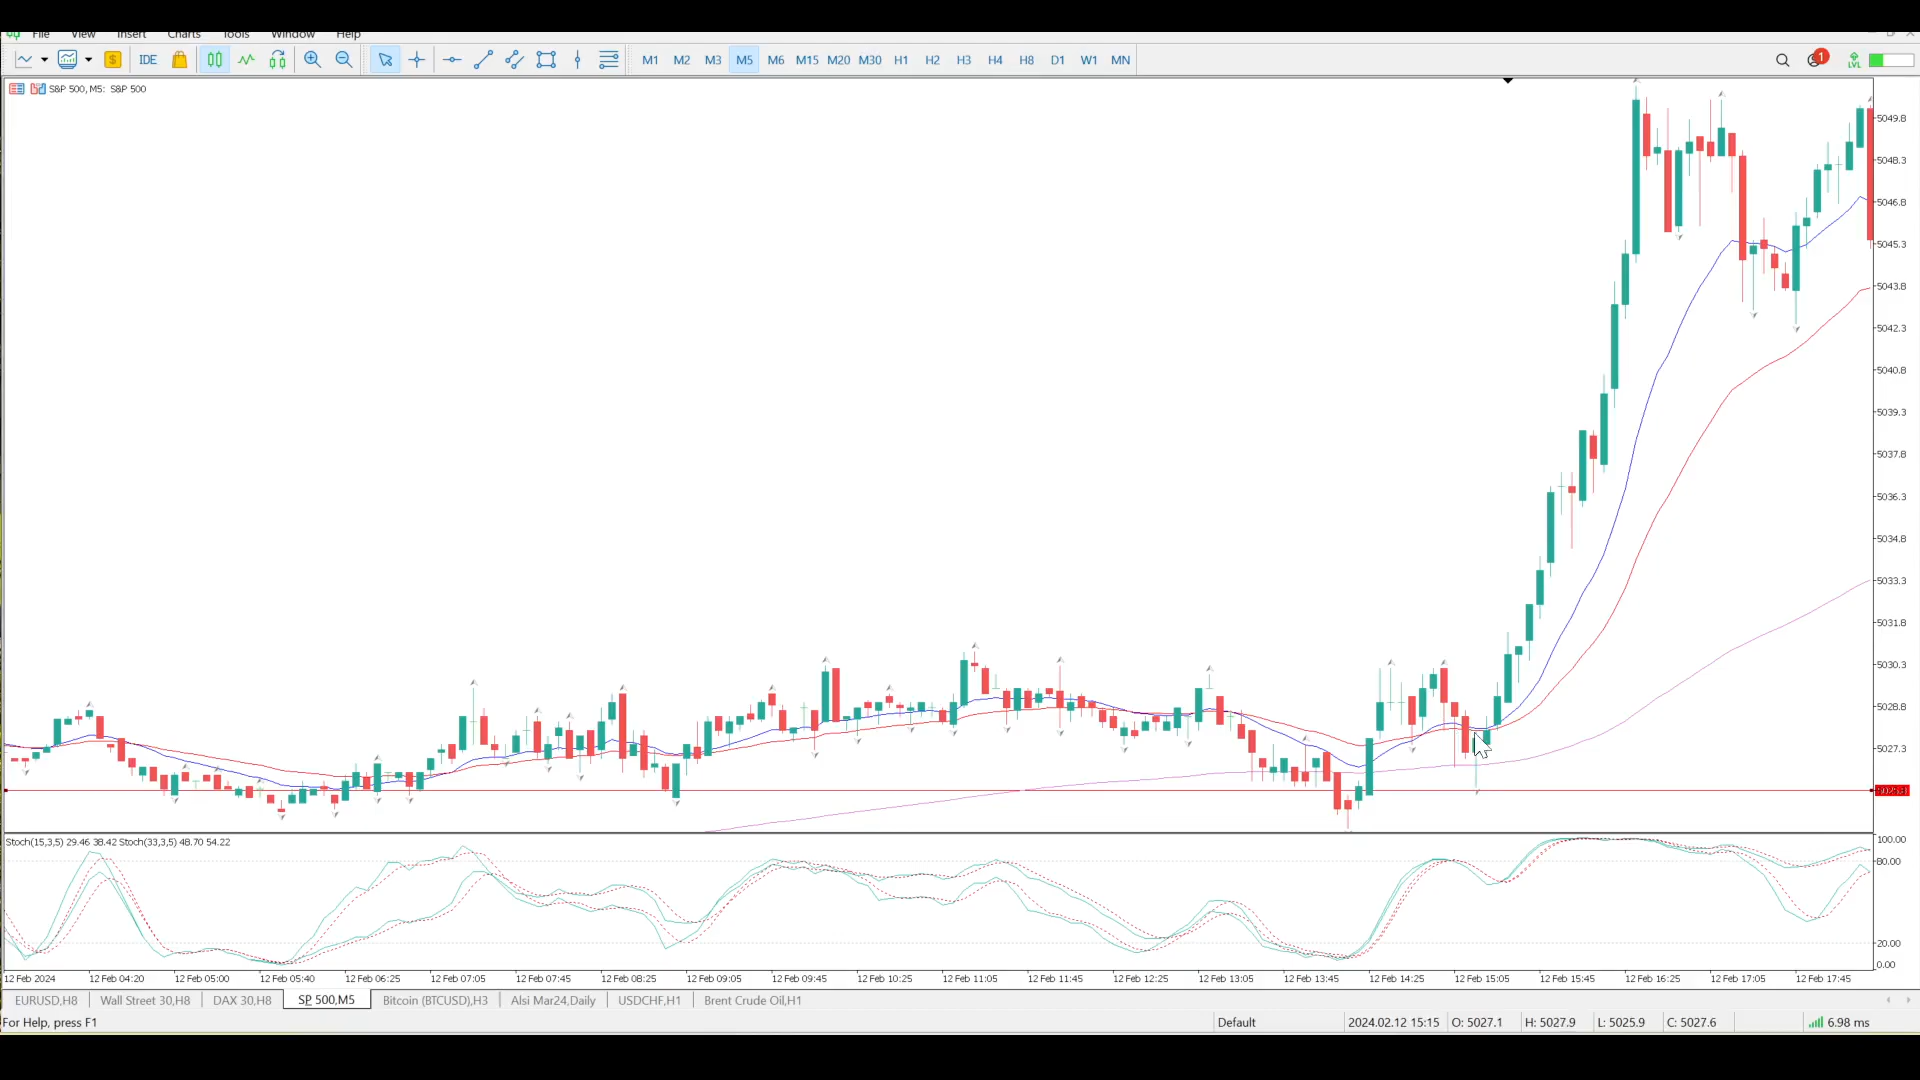 File View Insert Charts Tools Window Help
IDE M1 M2 M3 M5 M6 M15 M20 M30 H1 H2 H3 H4 H8 D1 W1 MN 1 LVL
S&P 500, M5: S&P 500
5049.8
5048.3
5046.8
5045.3
5043.8
5042.3
5040.8
5039.3
5037.8
5036.3
5034.8
5033.3
5031.8
5030.3
5028.8
5027.3
Stoch(15,3,5) 29.46 38.42 Stoch(33,3,5) 48.70 54.22
100.00
80.00
20.00
0.00
12 Feb 2024 12 Feb 04:20 12 Feb 05:00 12 Feb 05:40 12 Feb 06:25 12 Feb 07:05 12 Feb 07:45 12 Feb 08:25 12 Feb 09:05 12 Feb 09:45 12 Feb 10:25 12 Feb 11:05 12 Feb 11:45 12 Feb 12:25 12 Feb 13:05 12 Feb 13:45 12 Feb 14:25 12 Feb 15:05 12 Feb 15:45 12 Feb 16:25 12 Feb 17:05 12 Feb 17:45
EURUSD,H8 Wall Street 30,H8 DAX 30,H8 SP 500,M5 Bitcoin (BTCUSD),H3 Alsi Mar24,Daily USDCHF,H1 Brent Crude Oil,H1
For Help, press F1 Default 2024.02.12 15:15 O: 5027.1 H: 5027.9 L: 5025.9 C: 5027.6 6.98 ms